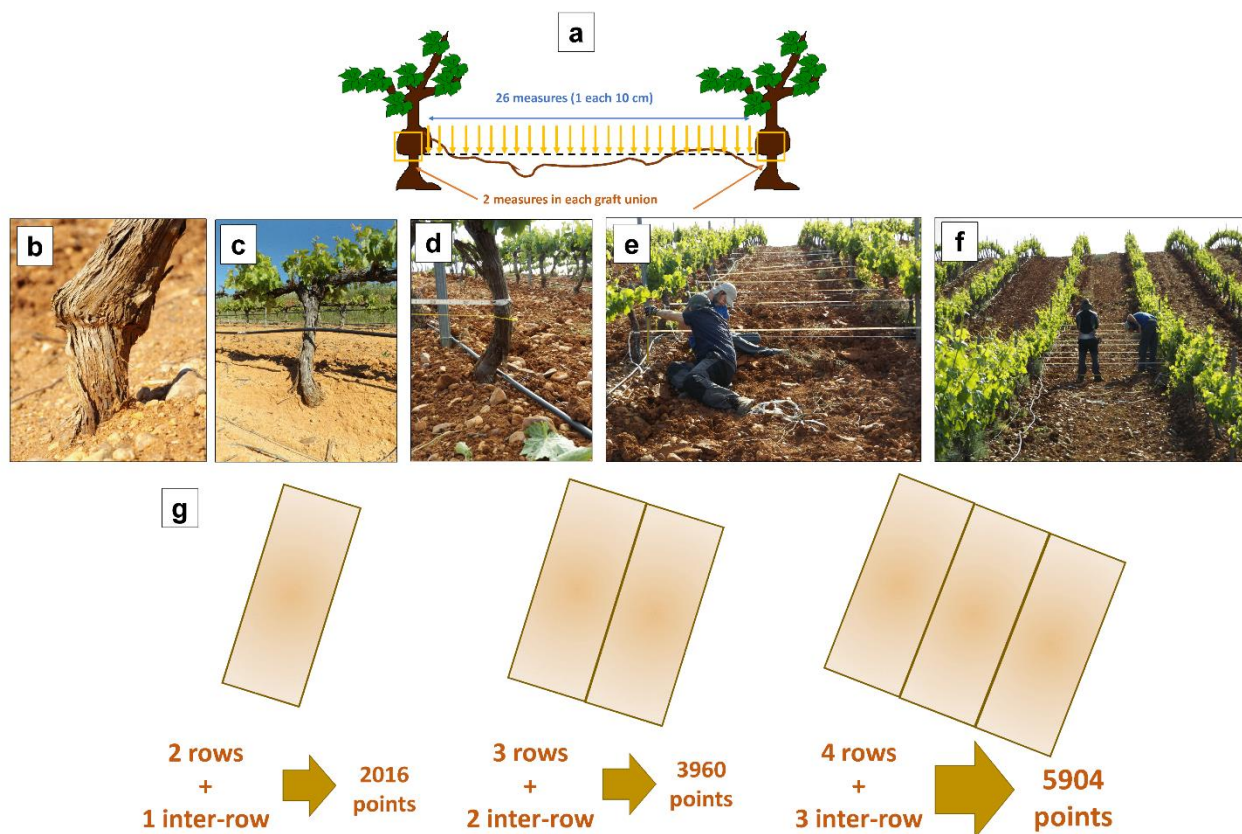 a
26 measures (1 each 10 cm)
2 measures in each graft union
b
c
d
e
f
g
2 rows
+
1 inter-row
2016
points
3 rows
+
2 inter-row
3960
points
4 rows
+
3 inter-row
5904
points